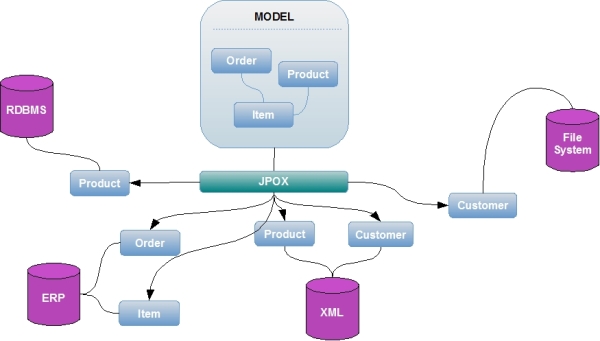 MODEL
Order
Product
Item
RDBMS
File
System
Product
JPOX
Customer
Order
Product
Customer
ERP
Item
XML